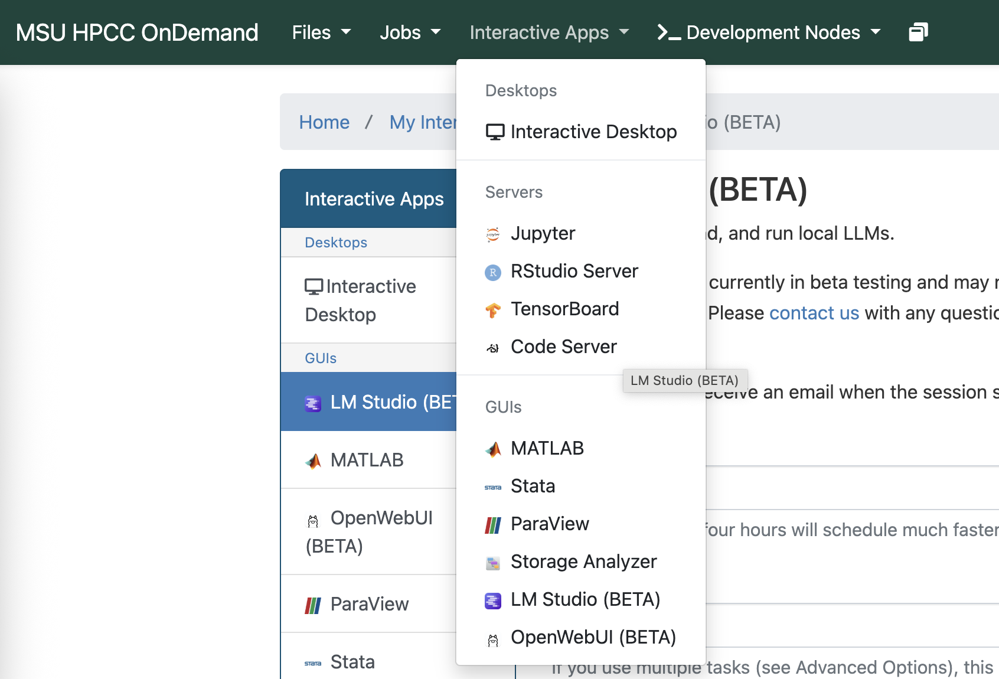 MSU HPCC OnDemand Files Jobs Interactive Apps Development Nodes
Desktops
Interactive Desktop
Servers
Jupyter
RStudio Server
TensorBoard
Code Server
GUIs
MATLAB
Stata
ParaView
Storage Analyzer
LM Studio (BETA)
OpenWebUI (BETA)
LM Studio (BETA)
Home / My Inter
io (BETA)
Interactive Apps
Desktops
Interactive
Desktop
GUIs
LM Studio (BET
MATLAB
OpenWebUI
(BETA)
ParaView
STATA Stata
(BETA)
d, and run local LLMs.
currently in beta testing and may
Please contact us with any questio
eceive an email when the session s
four hours will schedule much faster
If you use multiple tasks (see Advanced Options), this